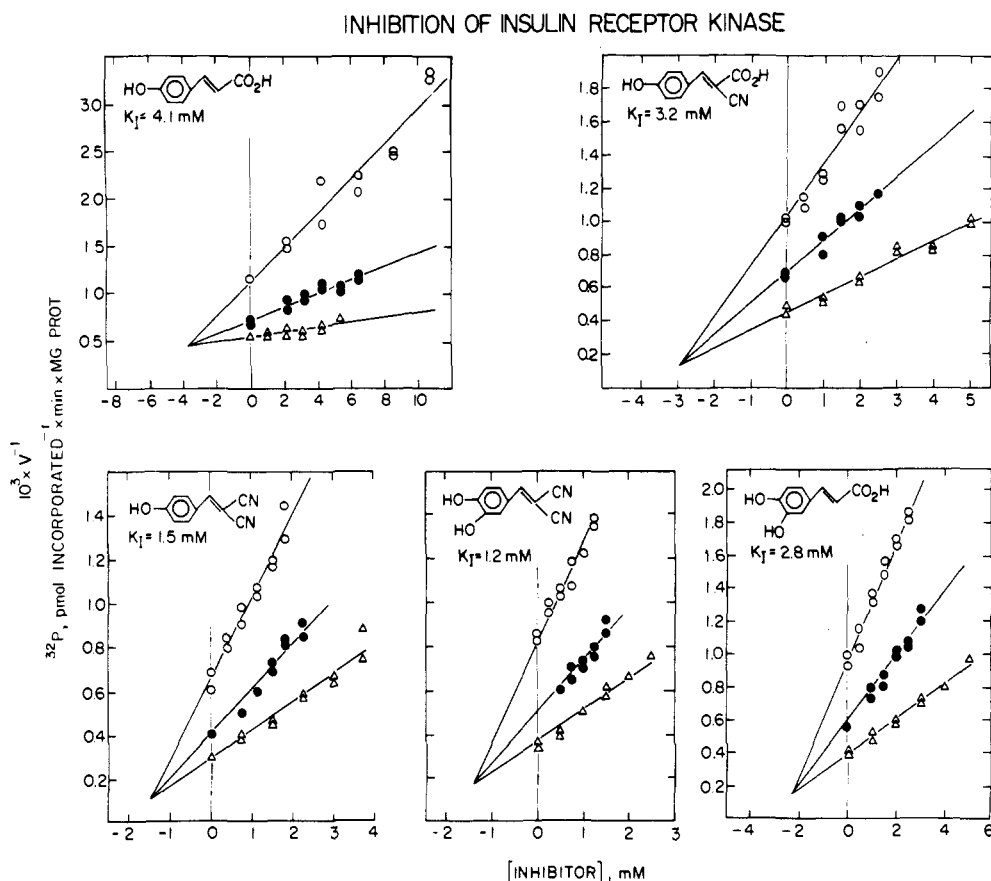 INHIBITION OF INSULIN RECEPTOR KINASE
10³ x V⁻¹
³²P, pmol INCORPORATED⁻¹ x min x MG PROT
HO CO₂H
K_I = 4.1 mM
3.0
2.5
2.0
1.5
1.0
0.5
-8 -6 -4 -2 0 2 4 6 8 10
HO CO₂H
CN
K_I = 3.2 mM
1.8
1.6
1.4
1.2
1.0
0.8
0.6
0.4
0.2
-4 -3 -2 -1 0 1 2 3 4 5
HO CN
CN
K_I = 1.5 mM
1.4
1.2
1.0
0.8
0.6
0.4
0.2
-2 -1 0 1 2 3 4
HO CN
HO CN
K_I = 1.2 mM
-2 -1 0 1 2 3
HO CO₂H
HO
K_I = 2.8 mM
2.0
1.8
1.6
1.4
1.2
1.0
0.8
0.6
0.4
0.2
-4 -2 0 2 4 6
[INHIBITOR], mM